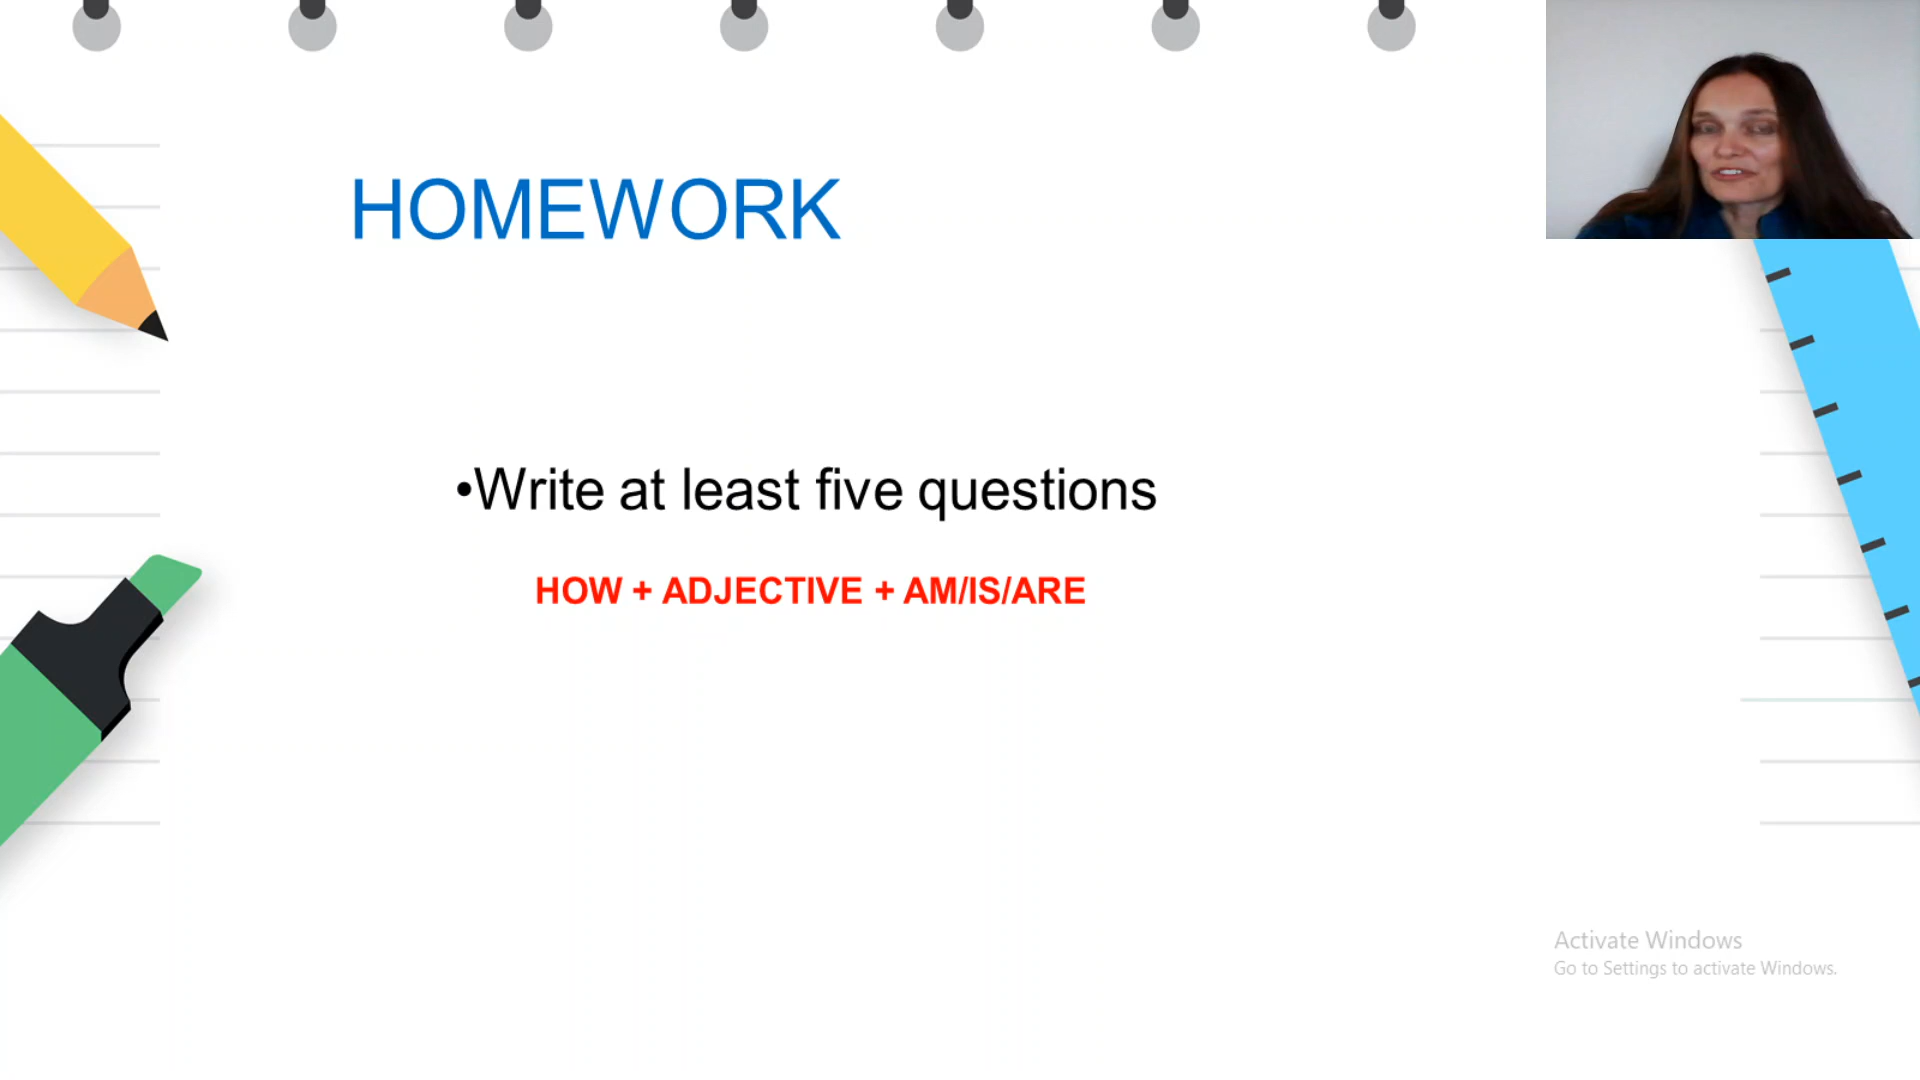 HOMEWORK
•Write at least five questions
HOW + ADJECTIVE + AM/IS/ARE
Activate Windows
Go to Settings to activate Windows.